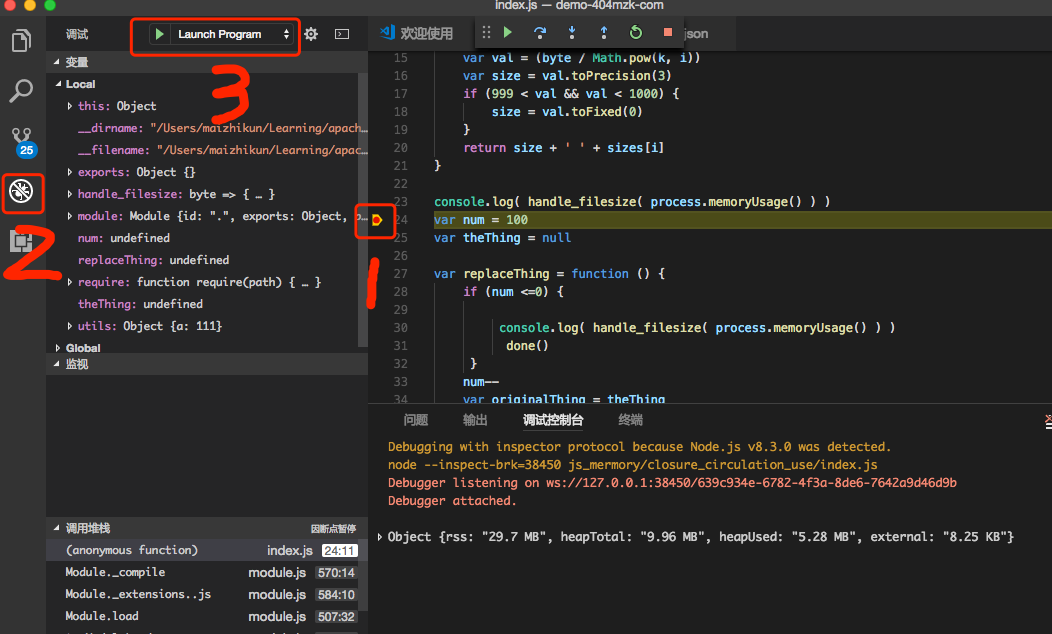 index.js — demo-404mzk-com
调试
Launch Program
欢迎使用
json
变量
Local
this: Object
__dirname: "/Users/maizhikun/Learning/apach…
__filename: "/Users/maizhikun/Learning/apac…
exports: Object {}
handle_filesize: byte => { … }
module: Module {id: ".", exports: Object, p…
num: undefined
replaceThing: undefined
require: function require(path) { … }
theThing: undefined
utils: Object {a: 111}
Global
监视
25
1
2
3
15 var val = (byte / Math.pow(k, i))
16 var size = val.toPrecision(3)
17 if (999 < val && val < 1000) {
18 size = val.toFixed(0)
19 }
20 return size + ' ' + sizes[i]
21 }
22
23 console.log( handle_filesize( process.memoryUsage() ) )
24 var num = 100
25 var theThing = null
26
27 var replaceThing = function () {
28 if (num <=0) {
29
30 console.log( handle_filesize( process.memoryUsage() ) )
31 done()
32 }
33 num--
34 var originalThing = theThing
问题 输出 调试控制台 终端
Debugging with inspector protocol because Node.js v8.3.0 was detected.
node --inspect-brk=38450 js_mermory/closure_circulation_use/index.js
Debugger listening on ws://127.0.0.1:38450/639c934e-6782-4f3a-8de6-7642a9d46d9b
Debugger attached.
Object {rss: "29.7 MB", heapTotal: "9.96 MB", heapUsed: "5.28 MB", external: "8.25 KB"}
调用堆栈 因断点暂停
(anonymous function) index.js 24:11
Module._compile module.js 570:14
Module._extensions..js module.js 584:10
Module.load module.js 507:32